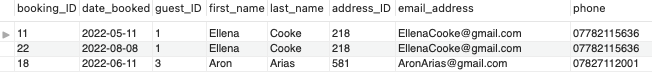 booking_ID date_booked guest_ID first_name last_name address_ID email_address phone
11 2022-05-11 1 Ellena Cooke 218 EllenaCooke@gmail.com 07782115636
22 2022-08-08 1 Ellena Cooke 218 EllenaCooke@gmail.com 07782115636
18 2022-06-11 3 Aron Arias 581 AronArias@gmail.com 07827112001